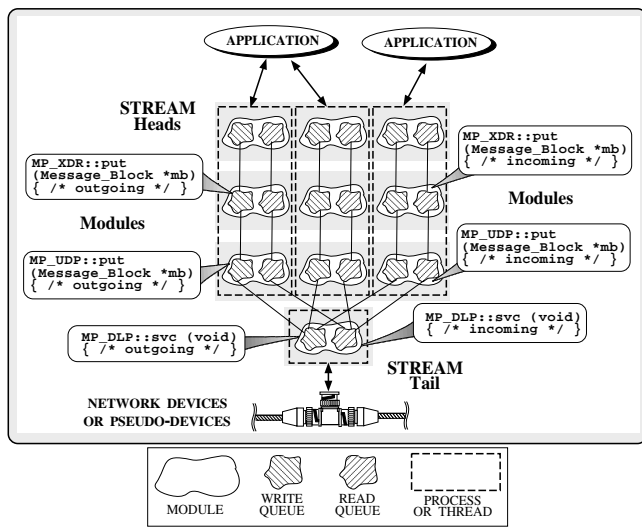 APPLICATION
APPLICATION
STREAM
Heads
MP_XDR::put
(Message_Block *mb)
{ /* outgoing */ }
MP_XDR::put
(Message_Block *mb)
{ /* incoming */ }
Modules
Modules
MP_UDP::put
(Message_Block *mb)
{ /* outgoing */ }
MP_UDP::put
(Message_Block *mb)
{ /* incoming */ }
MP_DLP::svc (void)
{ /* outgoing */ }
MP_DLP::svc (void)
{ /* incoming */ }
STREAM
Tail
NETWORK DEVICES
OR PSEUDO-DEVICES
MODULE
WRITE
QUEUE
READ
QUEUE
PROCESS
OR THREAD